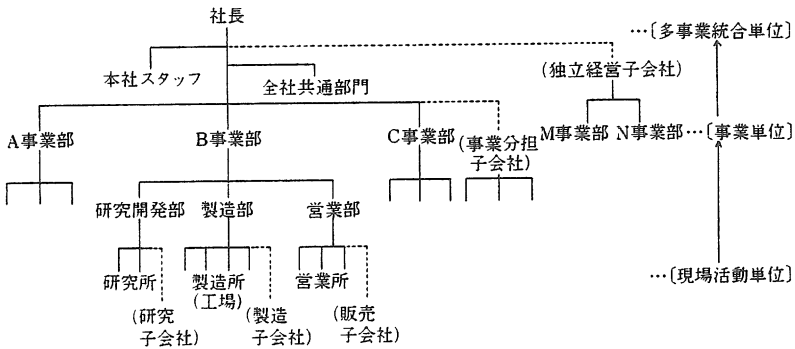 社長
…〔多事業統合単位〕
本社スタッフ
(独立経営子会社)
全社共通部門
A事業部
B事業部
C事業部
(事業分担
子会社)
M事業部
N事業部
…〔事業単位〕
研究開発部
製造部
営業部
研究所
製造所
(工場)
営業所
…〔現場活動単位〕
(研究
子会社)
(製造
子会社)
(販売
子会社)